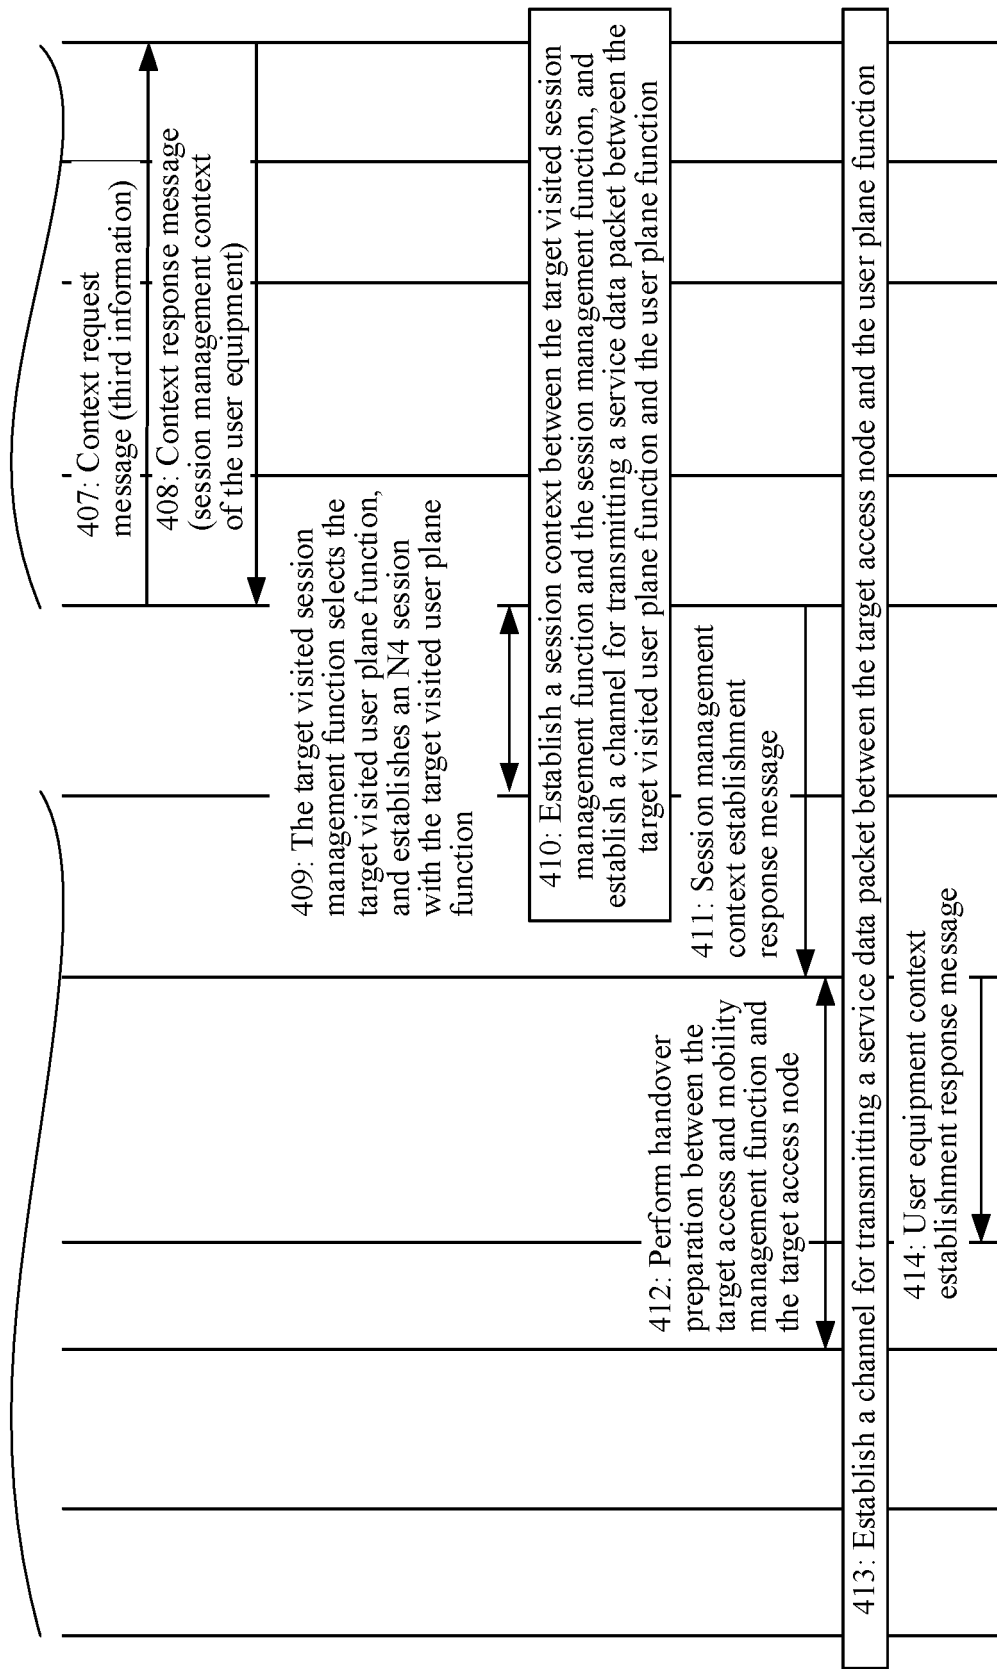 407: Context request
message (third information)
408: Context response message
(session management context
of the user equipment)
409: The target visited session
management function selects the
target visited user plane function,
and establishes an N4 session
with the target visited user plane
function
410: Establish a session context between the target visited session
management function and the session management function, and
establish a channel for transmitting a service data packet between the
target visited user plane function and the user plane function
411: Session management
context establishment
response message
412: Perform handover
preparation between the
target access and mobility
management function and
the target access node
413: Establish a channel for transmitting a service data packet between the target access node and the user plane function
414: User equipment context
establishment response message